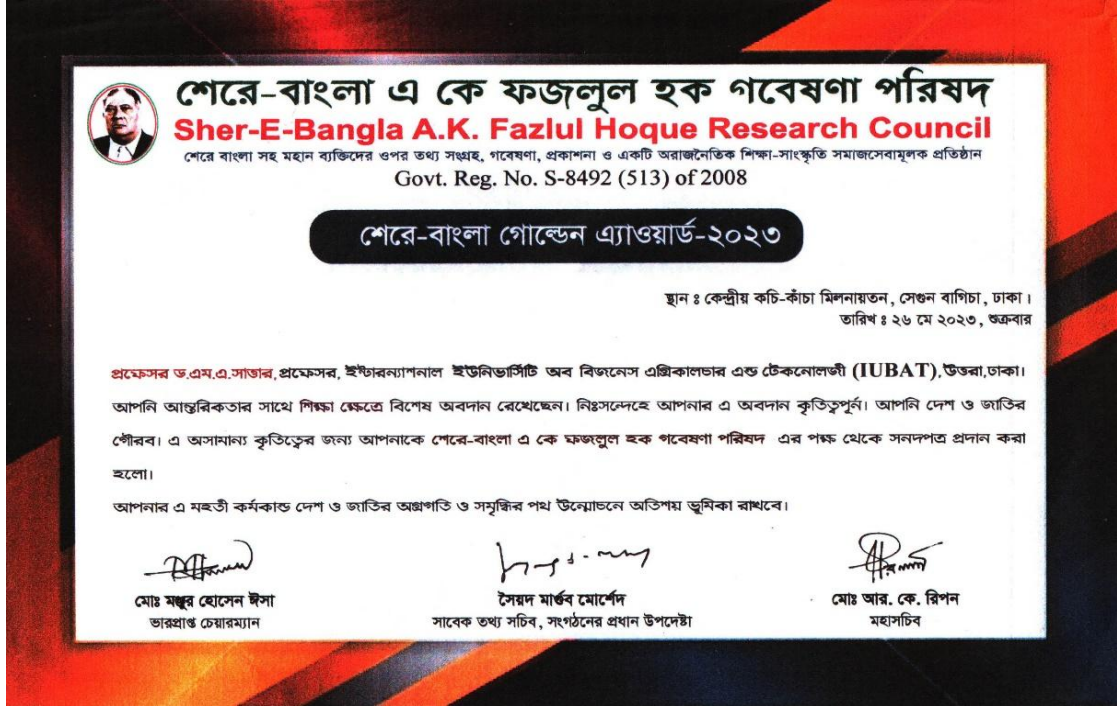 শেরে-বাংলা এ কে ফজলুল হক গবেষণা পরিষদ
Sher-E-Bangla A.K. Fazlul Hoque Research Council
শেরে বাংলা সহ মহান ব্যক্তিদের ওপর তথ্য সংগ্রহ, গবেষণা, প্রকাশনা ও একটি অরাজনৈতিক শিক্ষা-সাংস্কৃতি সমাজসেবামূলক প্রতিষ্ঠান
Govt. Reg. No. S-8492 (513) of 2008
শেরে-বাংলা গোল্ডেন এ্যাওয়ার্ড-২০২৩
স্থান ঃ কেন্দ্রীয় কচি-কাঁচা মিলনায়তন, সেগুন বাগিচা, ঢাকা।
তারিখ ঃ ২৬ মে ২০২৩, শুক্রবার
প্রফেসর ড.এম.এ.সাত্তার,প্রফেসর, ইন্টারন্যাশনাল ইউনিভার্সিটি অব বিজনেস এগ্রিকালচার এন্ড টেকনোলজী (IUBAT),উত্তরা,ঢাকা।
আপনি আন্তরিকতার সাথে শিক্ষা ক্ষেত্রে বিশেষ অবদান রেখেছেন। নিঃসন্দেহে আপনার এ অবদান কৃতিত্বপূর্ন। আপনি দেশ ও জাতির
গৌরব। এ অসামান্য কৃতিত্বের জন্য আপনাকে শেরে-বাংলা এ কে ফজলুল হক গবেষণা পরিষদ এর পক্ষ থেকে সনদপত্র প্রদান করা
হলো।
আপনার এ মহতী কর্মকান্ড দেশ ও জাতির অগ্রগতি ও সমৃদ্ধির পথ উন্মোচনে অতিশয় ভূমিকা রাখবে।
মোঃ মঞ্জুর হোসেন ঈসা
ভারপ্রাপ্ত চেয়ারম্যান
সৈয়দ মার্গুব মোর্শেদ
সাবেক তথ্য সচিব, সংগঠনের প্রধান উপদেষ্টা
মোঃ আর. কে. রিপন
মহাসচিব